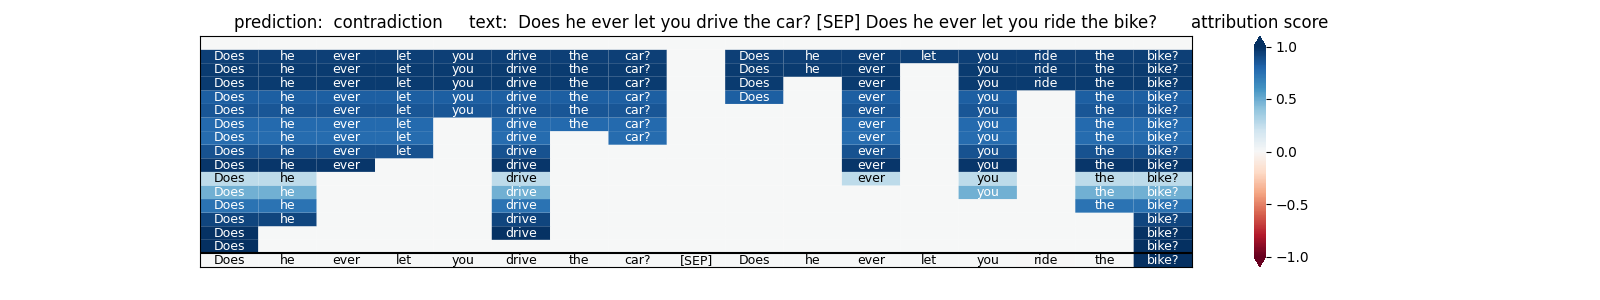 prediction:  contradiction     text:  Does he ever let you drive the car? [SEP] Does he ever let you ride the bike?     attribution score
Does he ever let you drive the car? Does he ever let you ride the bike?
Does he ever let you drive the car? Does he ever you ride the bike?
Does he ever let you drive the car? Does ever you ride the bike?
Does he ever let you drive the car? Does ever you the bike?
Does he ever let you drive the car? ever you the bike?
Does he ever let drive the car? ever you the bike?
Does he ever let drive car? ever you the bike?
Does he ever let drive ever you the bike?
Does he ever drive ever you the bike?
Does he drive ever you the bike?
Does he drive you the bike?
Does he drive the bike?
Does he drive bike?
Does drive bike?
Does bike?
Does he ever let you drive the car? [SEP] Does he ever let you ride the bike?
1.0
0.5
0.0
−0.5
−1.0